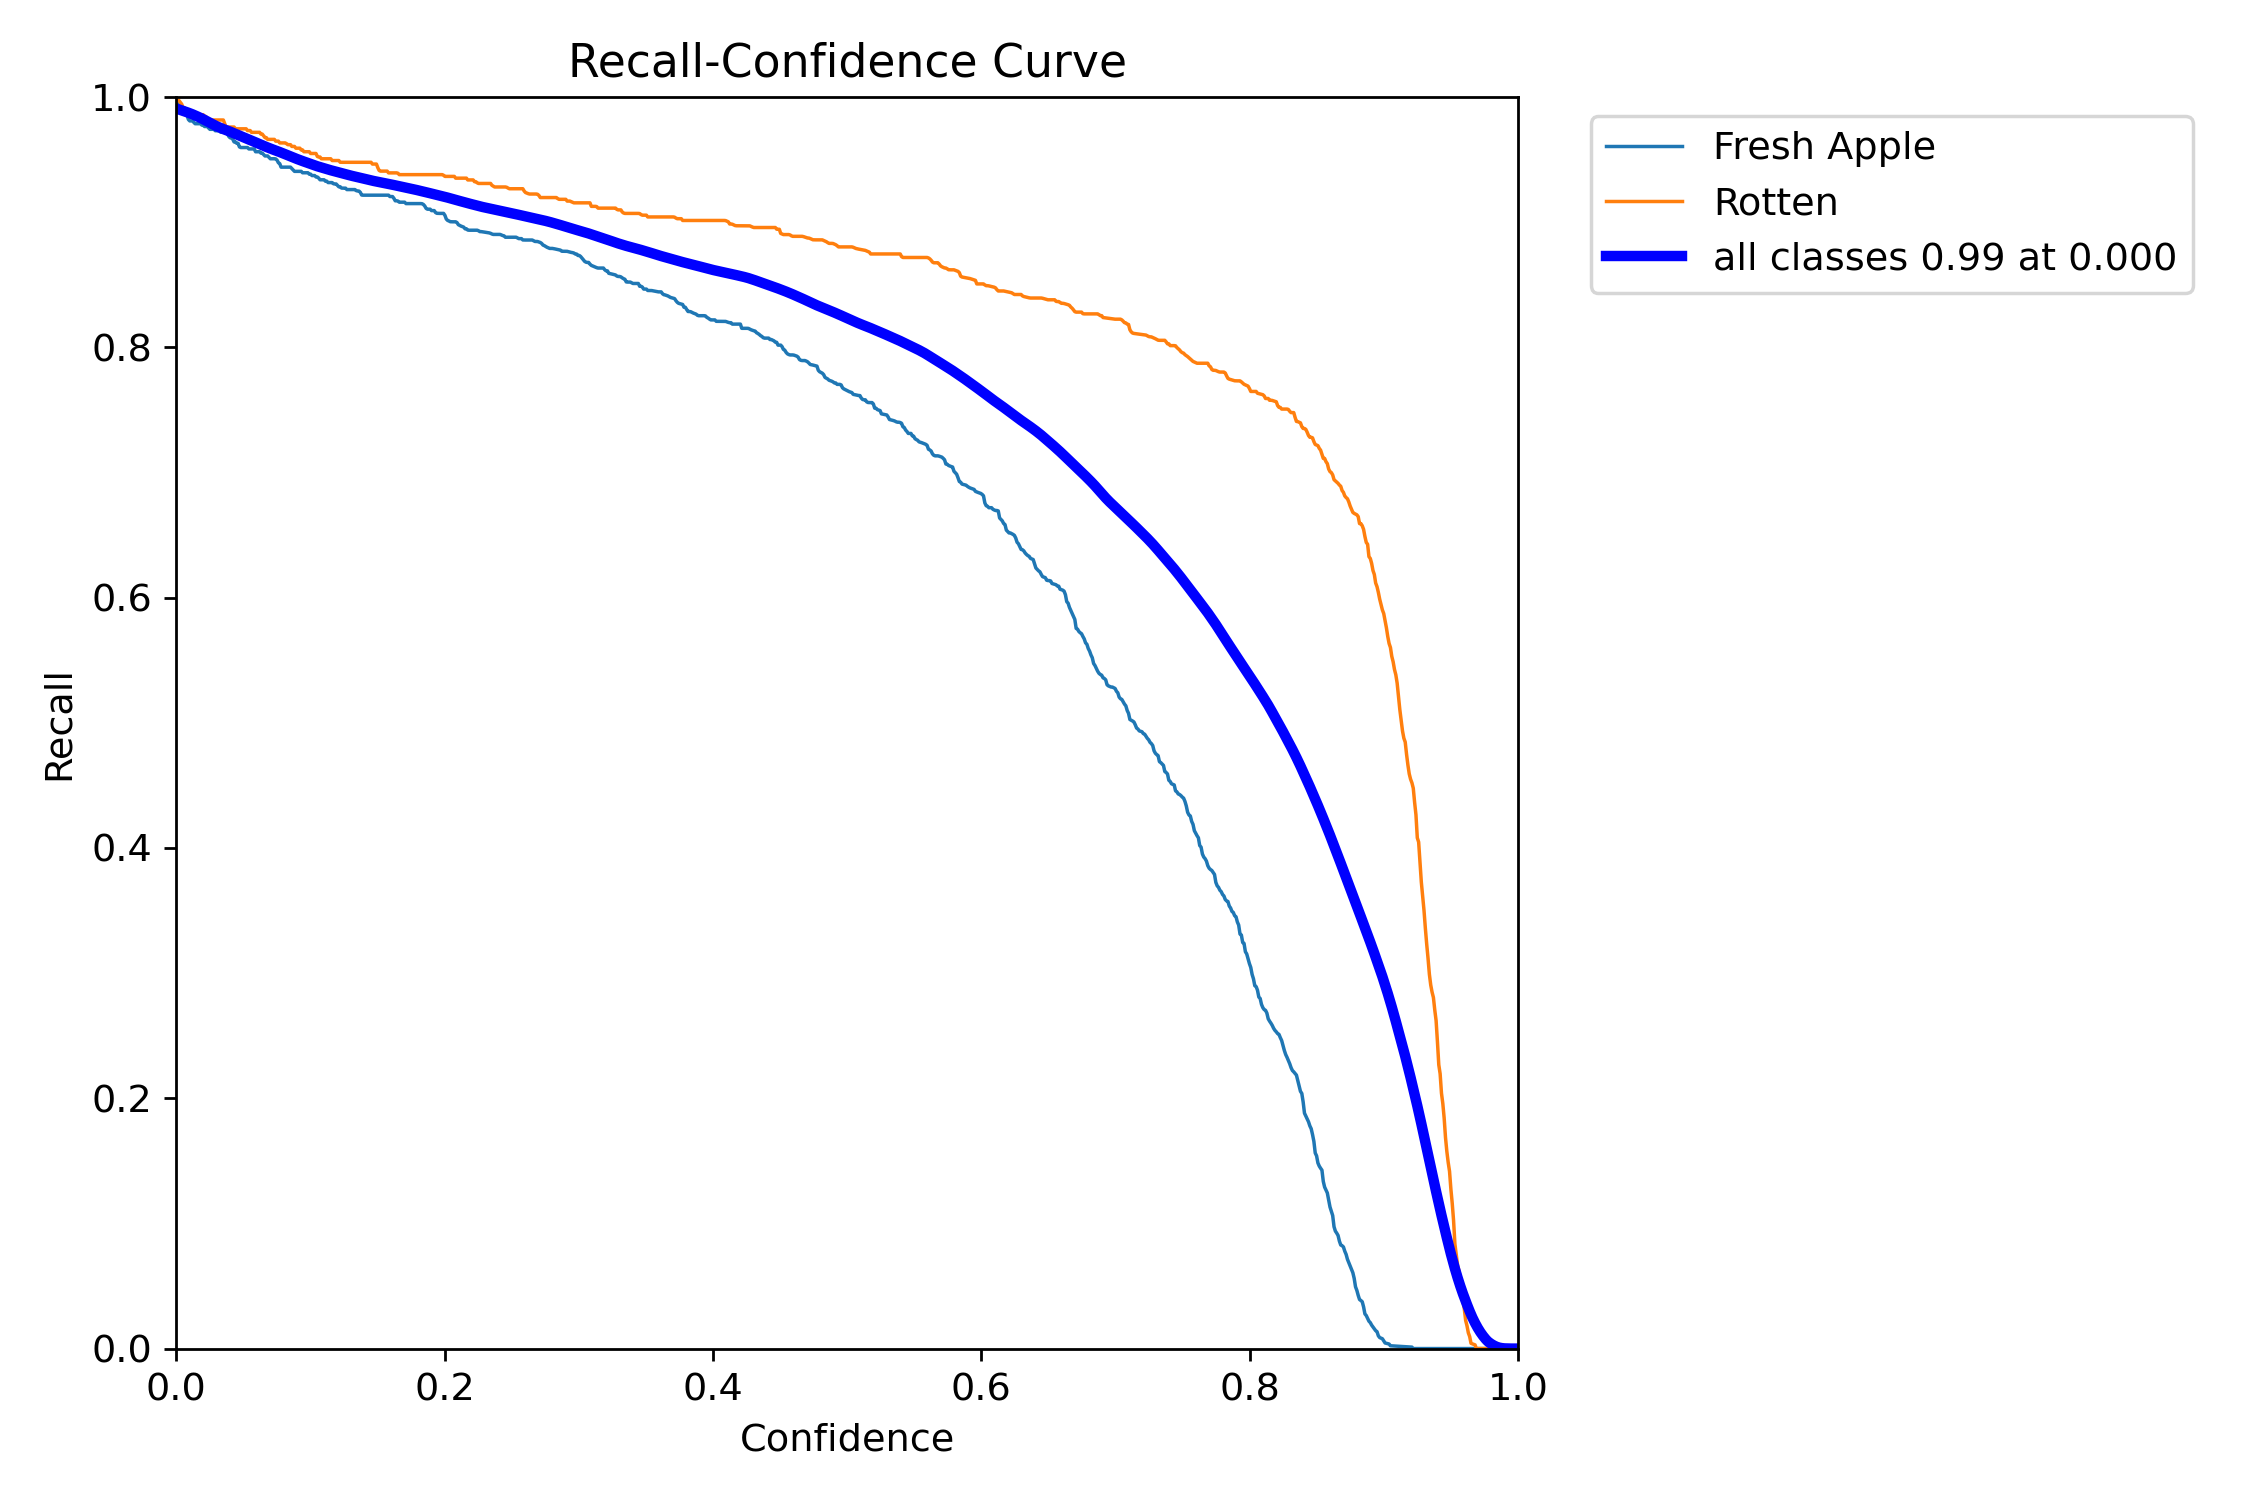 Recall-Confidence Curve
1.0
0.8
0.6
0.4
0.2
0.0
Recall
0.0 0.2 0.4 0.6 0.8 1.0
Confidence
Fresh Apple
Rotten
all classes 0.99 at 0.000